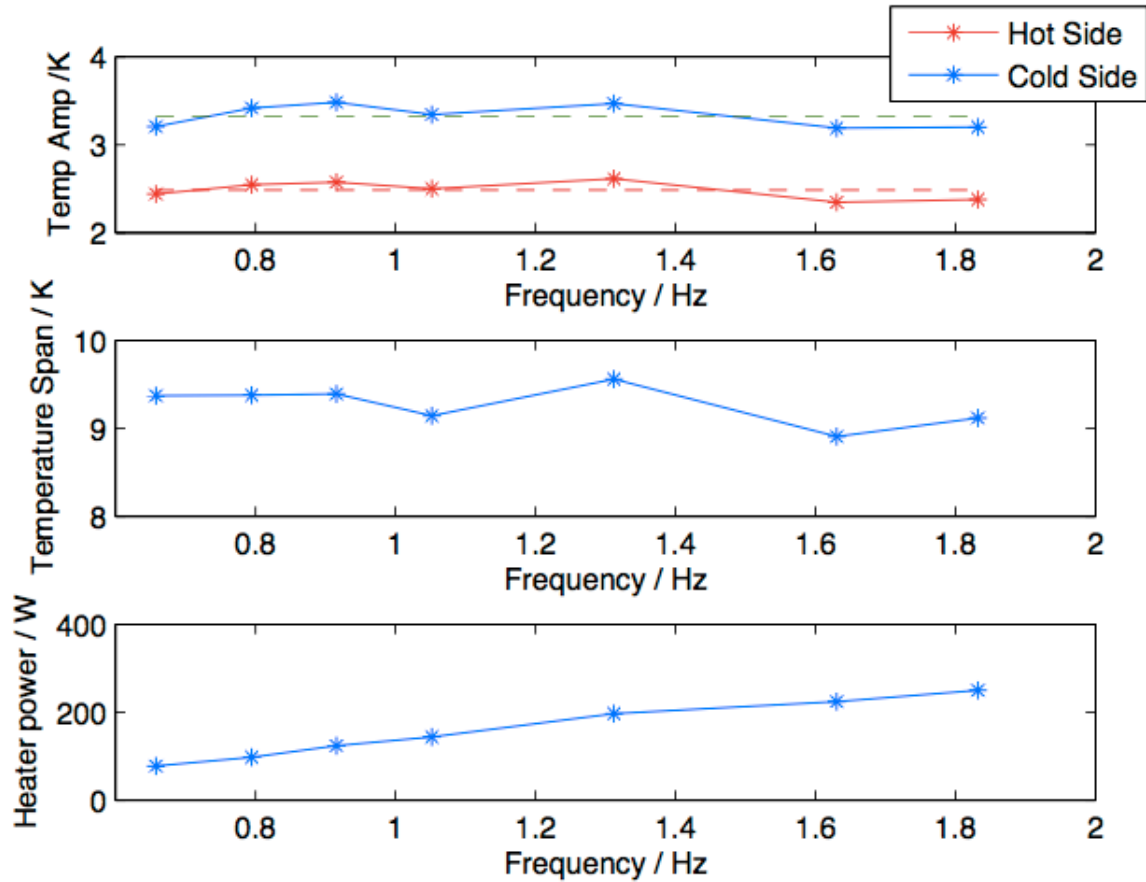 Hot Side
Cold Side
Temp Amp /K
4
3
2
0.8 1 1.2 1.4 1.6 1.8 2
Frequency / Hz
Temperature Span / K
10
9
8
0.8 1 1.2 1.4 1.6 1.8 2
Frequency / Hz
Heater power / W
400
200
0
0.8 1 1.2 1.4 1.6 1.8 2
Frequency / Hz